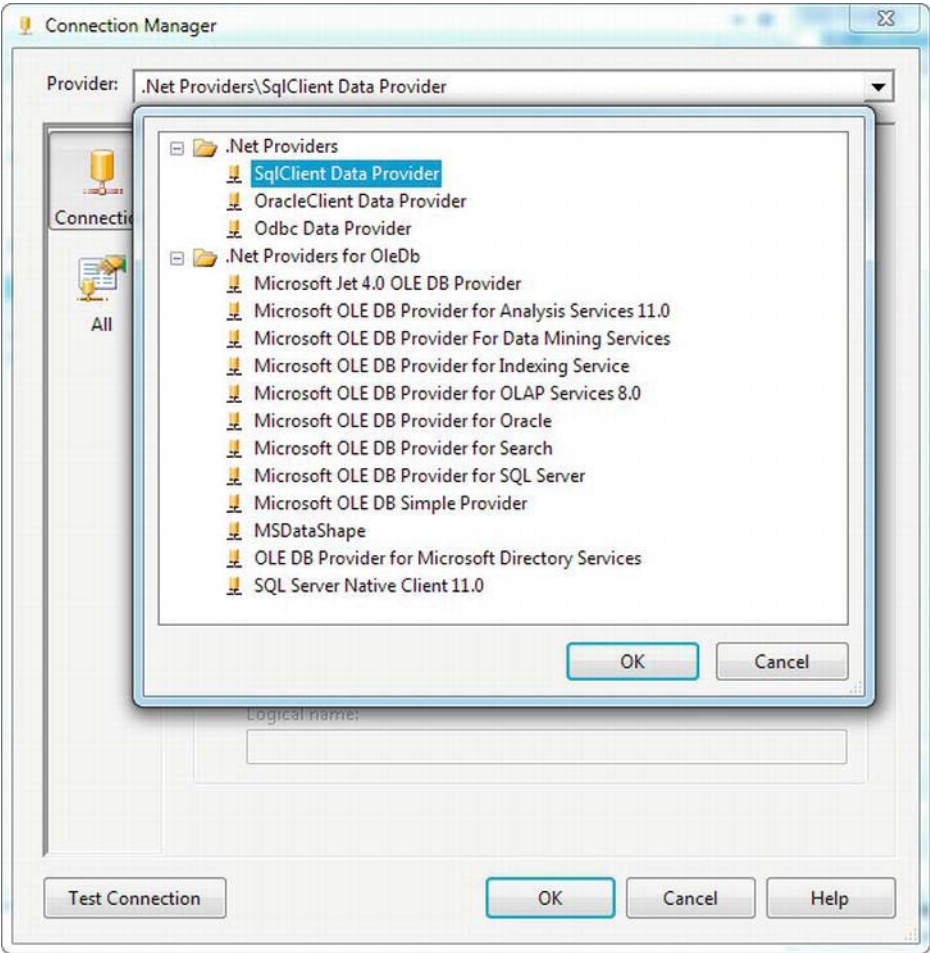 Connection Manager
Provider: .Net Providers\SqlClient Data Provider
.Net Providers
SqlClient Data Provider
OracleClient Data Provider
Odbc Data Provider
.Net Providers for OleDb
Microsoft Jet 4.0 OLE DB Provider
Microsoft OLE DB Provider for Analysis Services 11.0
Microsoft OLE DB Provider For Data Mining Services
Microsoft OLE DB Provider for Indexing Service
Microsoft OLE DB Provider for OLAP Services 8.0
Microsoft OLE DB Provider for Oracle
Microsoft OLE DB Provider for Search
Microsoft OLE DB Provider for SQL Server
Microsoft OLE DB Simple Provider
MSDataShape
OLE DB Provider for Microsoft Directory Services
SQL Server Native Client 11.0
Connectio
All
OK Cancel
Logical name:
Test Connection OK Cancel Help